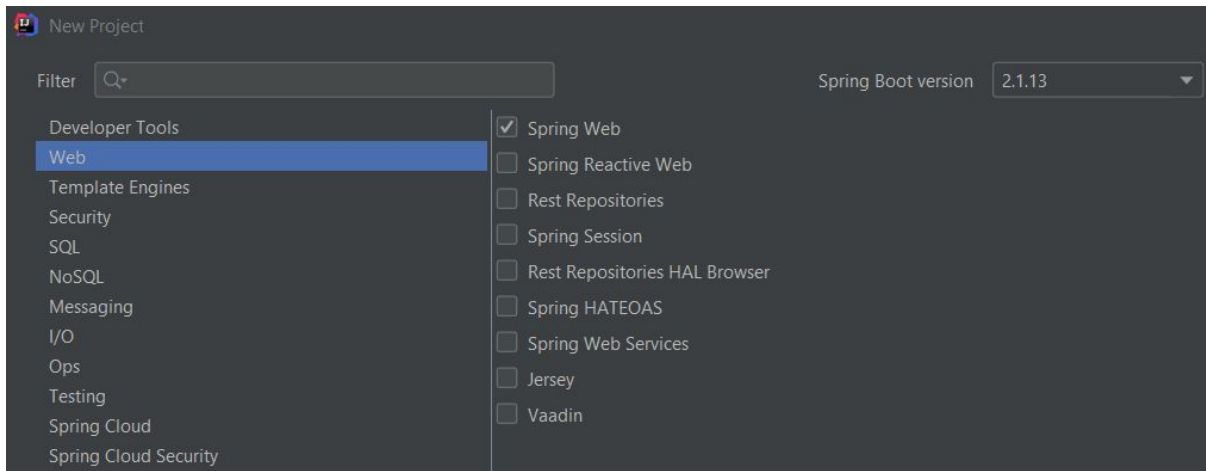 New Project
Filter
Spring Boot version 2.1.13
Developer Tools
Web
Template Engines
Security
SQL
NoSQL
Messaging
I/O
Ops
Testing
Spring Cloud
Spring Cloud Security
Spring Web
Spring Reactive Web
Rest Repositories
Spring Session
Rest Repositories HAL Browser
Spring HATEOAS
Spring Web Services
Jersey
Vaadin